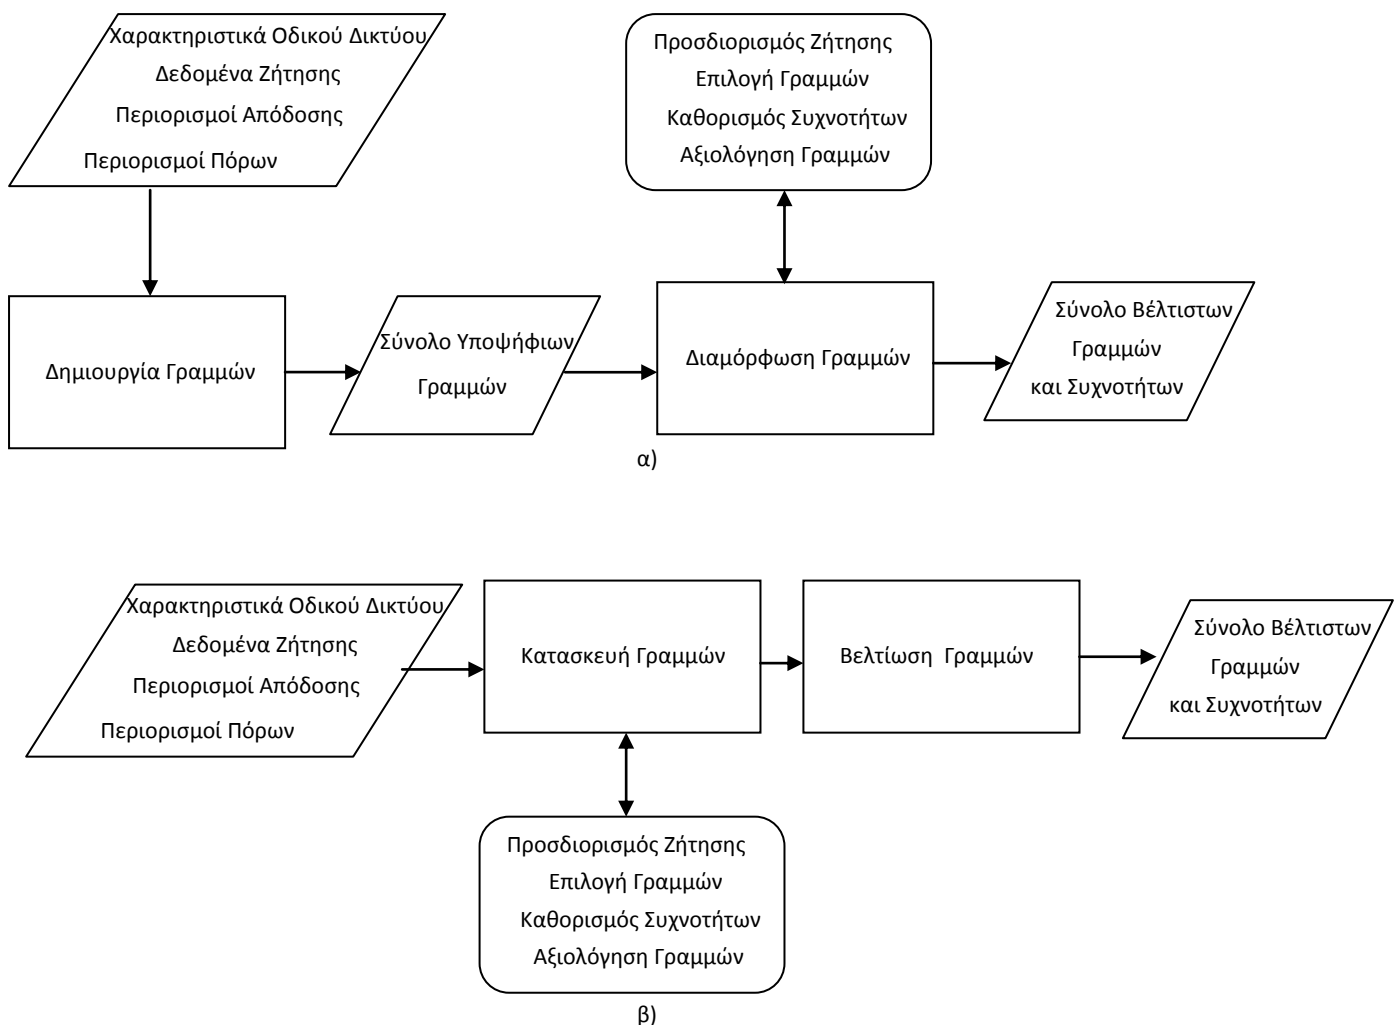 Χαρακτηριστικά Οδικού Δικτύου
Δεδομένα Ζήτησης
Περιορισμοί Απόδοσης
Περιορισμοί Πόρων
Προσδιορισμός Ζήτησης
Επιλογή Γραμμών
Καθορισμός Συχνοτήτων
Αξιολόγηση Γραμμών
Δημιουργία Γραμμών
Σύνολο Υποψήφιων
Γραμμών
Διαμόρφωση Γραμμών
Σύνολο Βέλτιστων
Γραμμών
και Συχνοτήτων
α)
Χαρακτηριστικά Οδικού Δικτύου
Δεδομένα Ζήτησης
Περιορισμοί Απόδοσης
Περιορισμοί Πόρων
Κατασκευή Γραμμών
Βελτίωση Γραμμών
Σύνολο Βέλτιστων
Γραμμών
και Συχνοτήτων
Προσδιορισμός Ζήτησης
Επιλογή Γραμμών
Καθορισμός Συχνοτήτων
Αξιολόγηση Γραμμών
β)